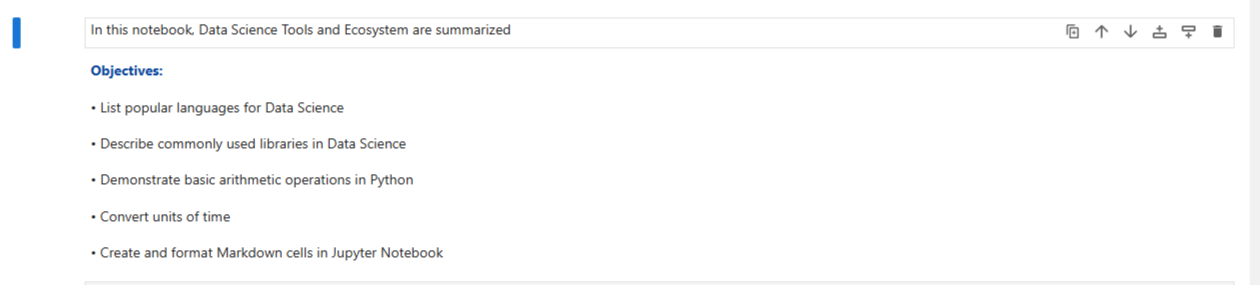 In this notebook, Data Science Tools and Ecosystem are summarized
Objectives:
• List popular languages for Data Science
• Describe commonly used libraries in Data Science
• Demonstrate basic arithmetic operations in Python
• Convert units of time
• Create and format Markdown cells in Jupyter Notebook